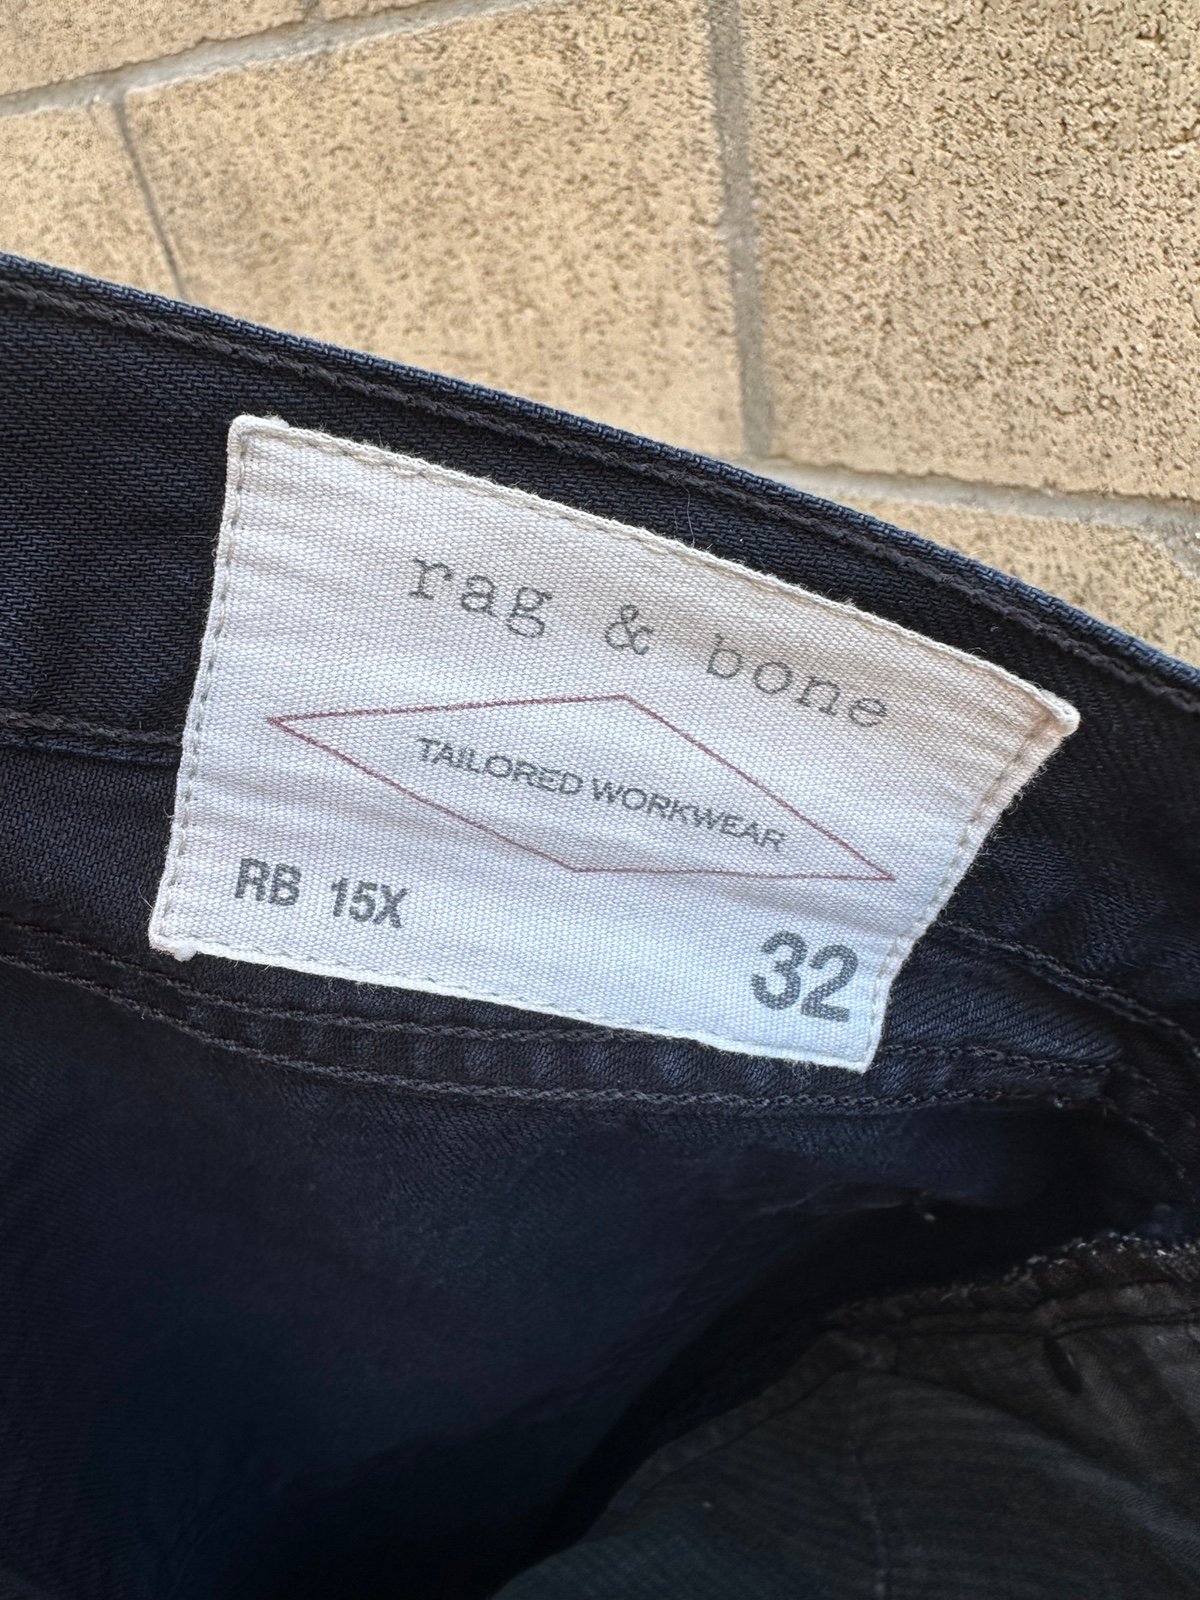 rag & bone
TAILORED WORKWEAR
RB 15X
32